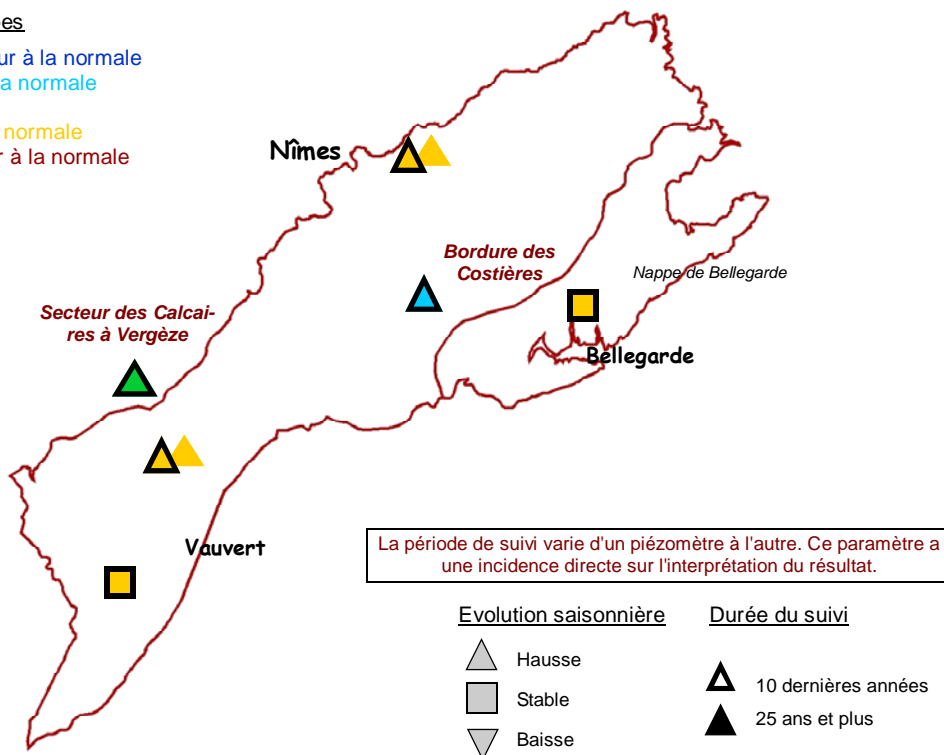 ur à la normale
a normale
normale
r à la normale
Nîmes
Bordure des
Costières
Nappe de Bellegarde
Secteur des Calcai-
res à Vergèze
Bellegarde
Vauvert
La période de suivi varie d'un piézomètre à l'autre. Ce paramètre a
une incidence directe sur l'interprétation du résultat.
Evolution saisonnière
Durée du suivi
Hausse
10 dernières années
Stable
25 ans et plus
Baisse